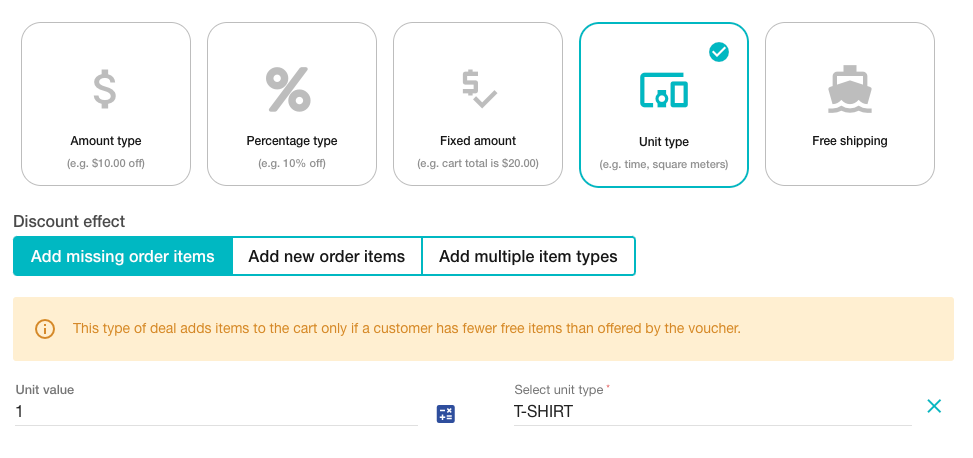 Amount type
(e.g. $10.00 off)
Percentage type
(e.g. 10% off)
Fixed amount
(e.g. cart total is $20.00)
Unit type
(e.g. time, square meters)
Free shipping
Discount effect
Add missing order items
Add new order items
Add multiple item types
This type of deal adds items to the cart only if a customer has fewer free items than offered by the voucher.
Unit value
1
Select unit type *
T-SHIRT